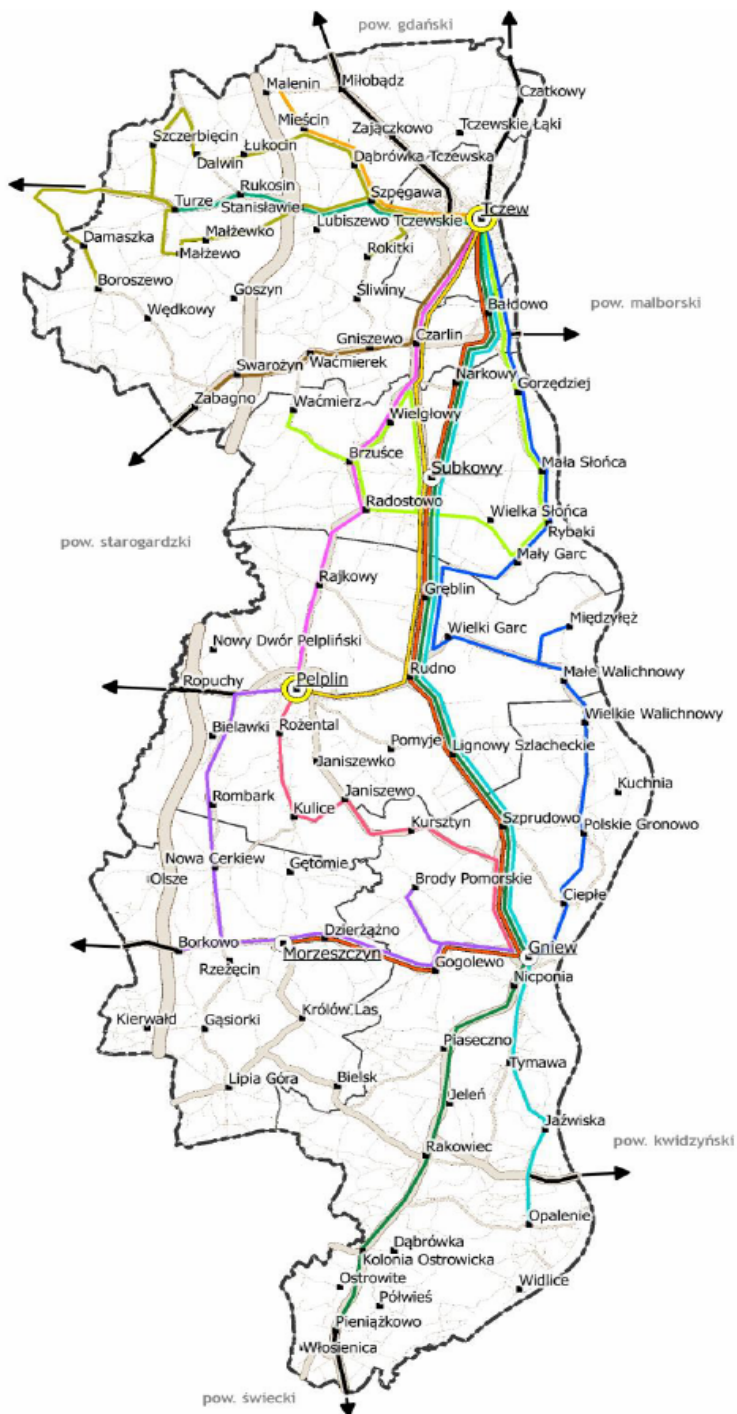 pow. gdański
Malenin
Miłobądz
Czatkowy
Mieścin
Zajączkowo
Tczewskie Łąki
Szczerbięcin
Łukocin
Dalwin
Dąbrówka Tczewska
Rukosin
Szpęgawa
Turze
Stanisławie
Tczewskie
Tczew
Lubiszewo
Małżewko
Damaszka
Małżewo
Rokitki
Boroszewo
Goszyn
Śliwiny
Wędkowy
Bałdowo
pow. malborski
Gniszewo
Czarlin
Swarożyn
Waćmierek
Narkowy
Gorzędziej
Zabagno
Waćmierz
Wielgłowy
Brzuśce
Subkowy
Mała Słońca
Radostowo
Wielka Słońca
Rybaki
pow. starogardzki
Mały Garc
Rajkowy
Gręblin
Międzyłęż
Nowy Dwór Pelpliński
Wielki Garc
Ropuchy
Pelplin
Rudno
Małe Walichnowy
Wielkie Walichnowy
Bielawki
Rożental
Pomyje
Lignowy Szlacheckie
Janiszewko
Kuchnia
Rombark
Janiszewo
Kulice
Kursztyn
Szprudowo
Polskie Gronowo
Nowa Cerkiew
Gętomie
Olsze
Brody Pomorskie
Ciepłe
Dzierżążno
Borkowo
Morzeszczyn
Gniew
Rzeżęcin
Gogolewo
Nicponia
Kierwałd
Gąsiorki
Królów Las
Piaseczno
Tymawa
Lipia Góra
Bielsk
Jeleń
Jaźwiska
pow. kwidzyński
Rakowiec
Opalenie
Dąbrówka
Kolonia Ostrowicka
Ostrowite
Widlice
Półwieś
Pieniążkowo
Włosienica
pow. świecki